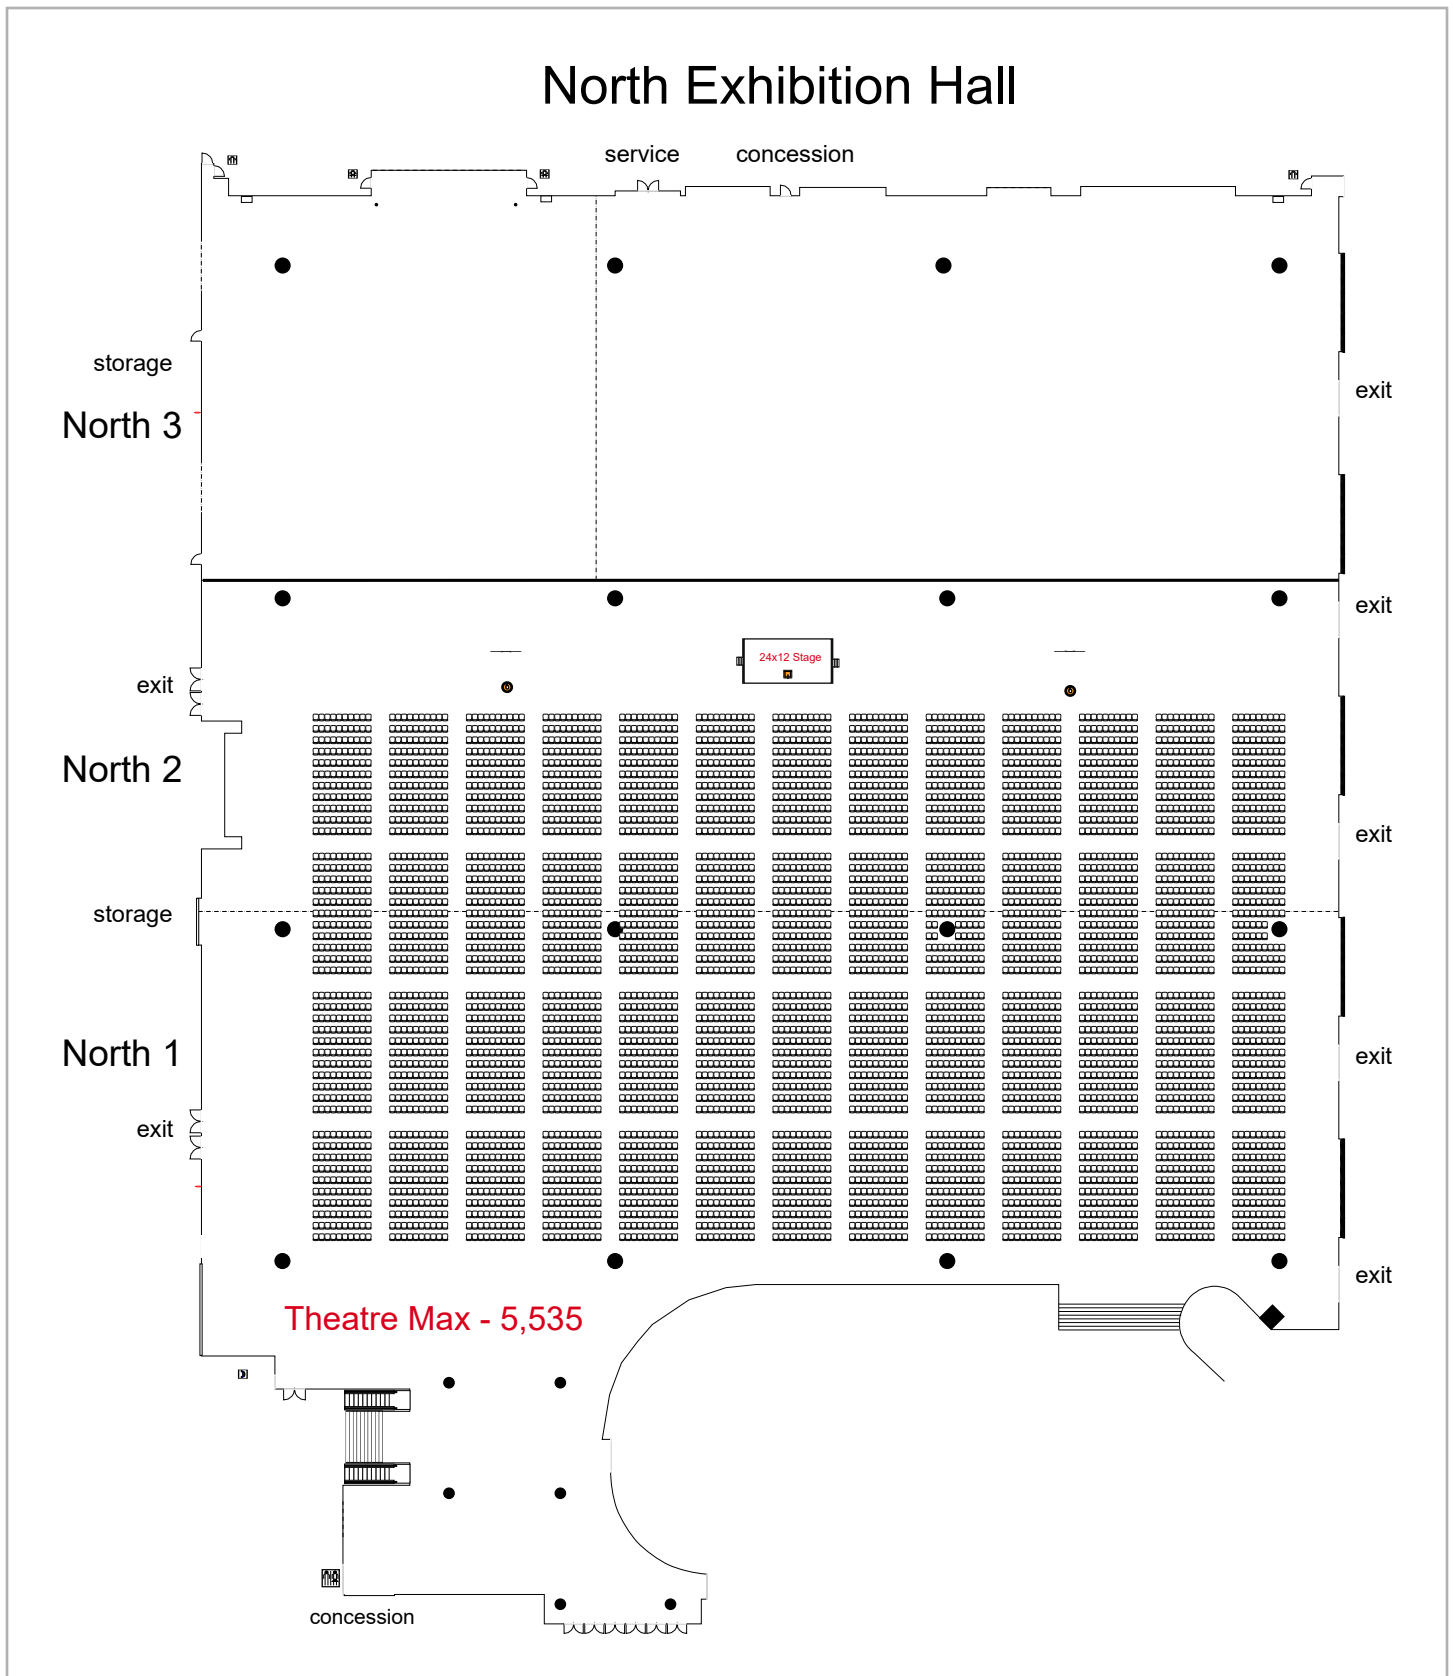 North Exhibition Hall
service
concession
storage
exit
North 3
exit
24x12 Stage
exit
North 2
exit
storage
North 1
exit
exit
exit
Theatre Max - 5,535
concession